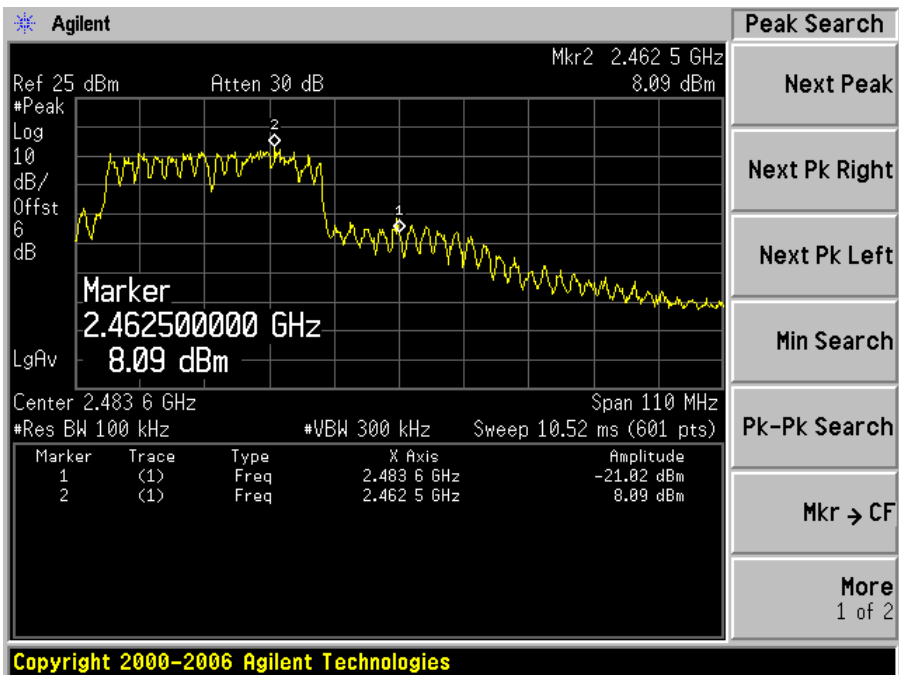 Agilent
Peak Search
Mkr2 2.462 5 GHz
Ref 25 dBm Atten 30 dB 8.09 dBm
#Peak
Log
10
dB/
Offst
6
dB
LgAv
2
1
Marker
2.462500000 GHz
8.09 dBm
Center 2.483 6 GHz Span 110 MHz
#Res BW 100 kHz #VBW 300 kHz Sweep 10.52 ms (601 pts)
Marker Trace Type X Axis Amplitude
1 (1) Freq 2.483 6 GHz -21.02 dBm
2 (1) Freq 2.462 5 GHz 8.09 dBm
Next Peak
Next Pk Right
Next Pk Left
Min Search
Pk-Pk Search
Mkr → CF
More
1 of 2
Copyright 2000-2006 Agilent Technologies